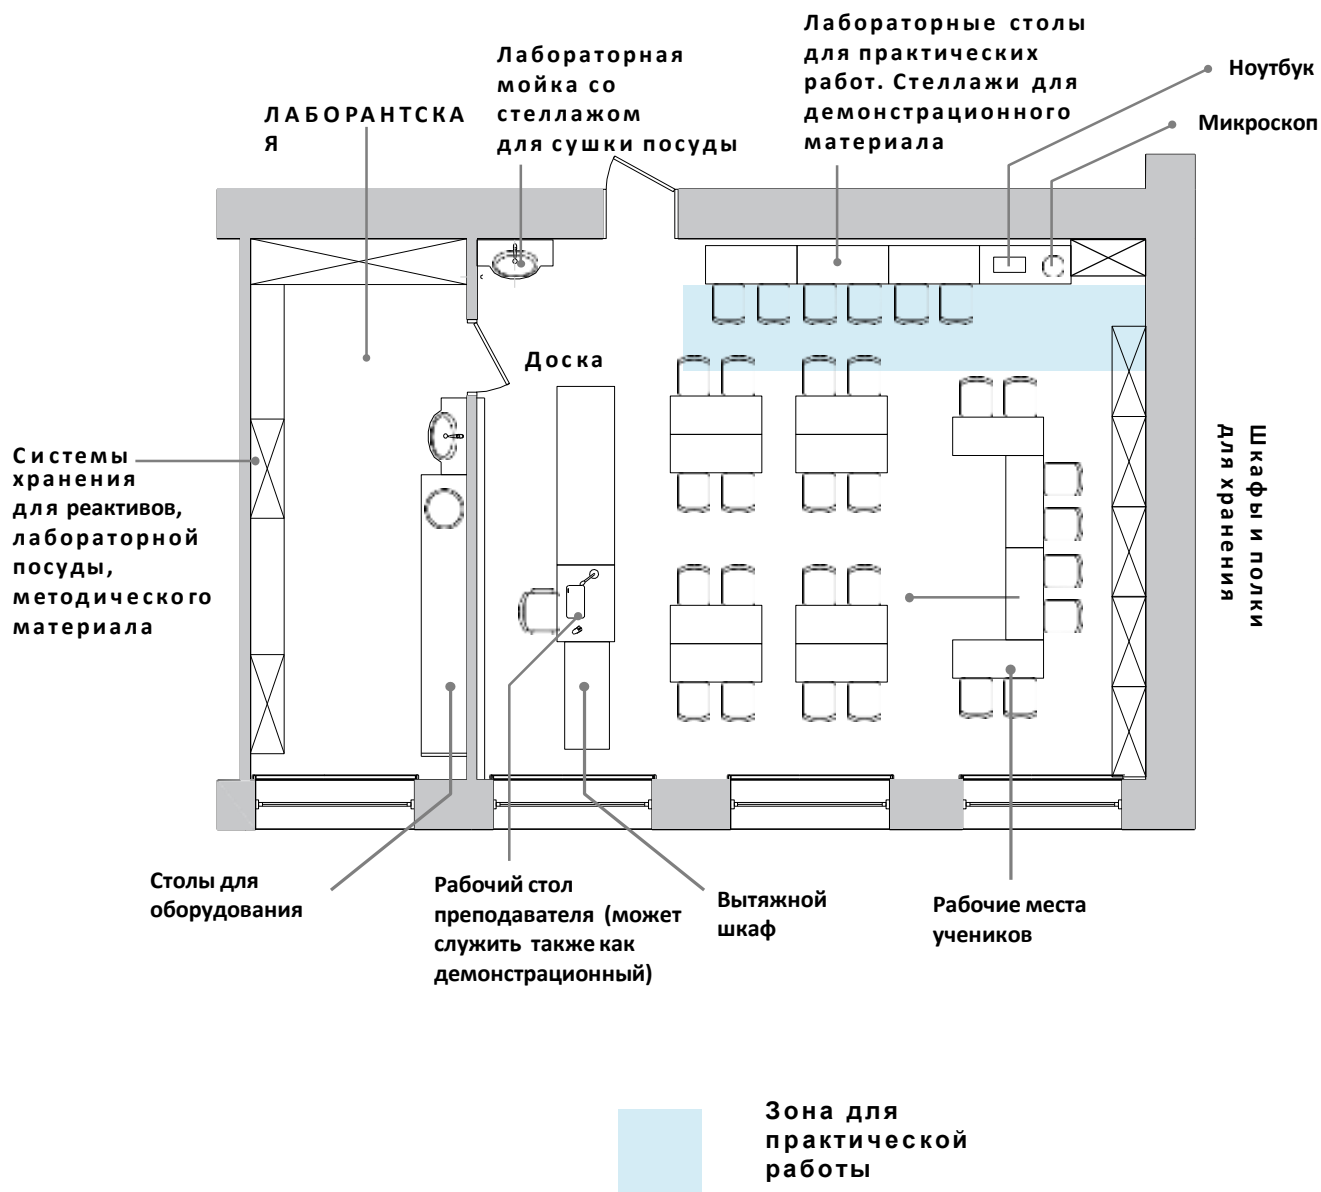 Лабораторные столы
для практических
работ. Стеллажи для
демонстрационного
материала
Лабораторная
мойка со
стеллажом
для сушки посуды
Ноутбук
ЛАБОРАНТСКА
Я
Микроскоп
Доска
Системы
хранения
для реактивов,
лабораторной
посуды,
методического
материала
Шкафы и полки
для хранения
Столы для
оборудования
Рабочий стол
преподавателя (может
служить также как
демонстрационный)
Вытяжной
шкаф
Рабочие места
учеников
Зона для
практической
работы